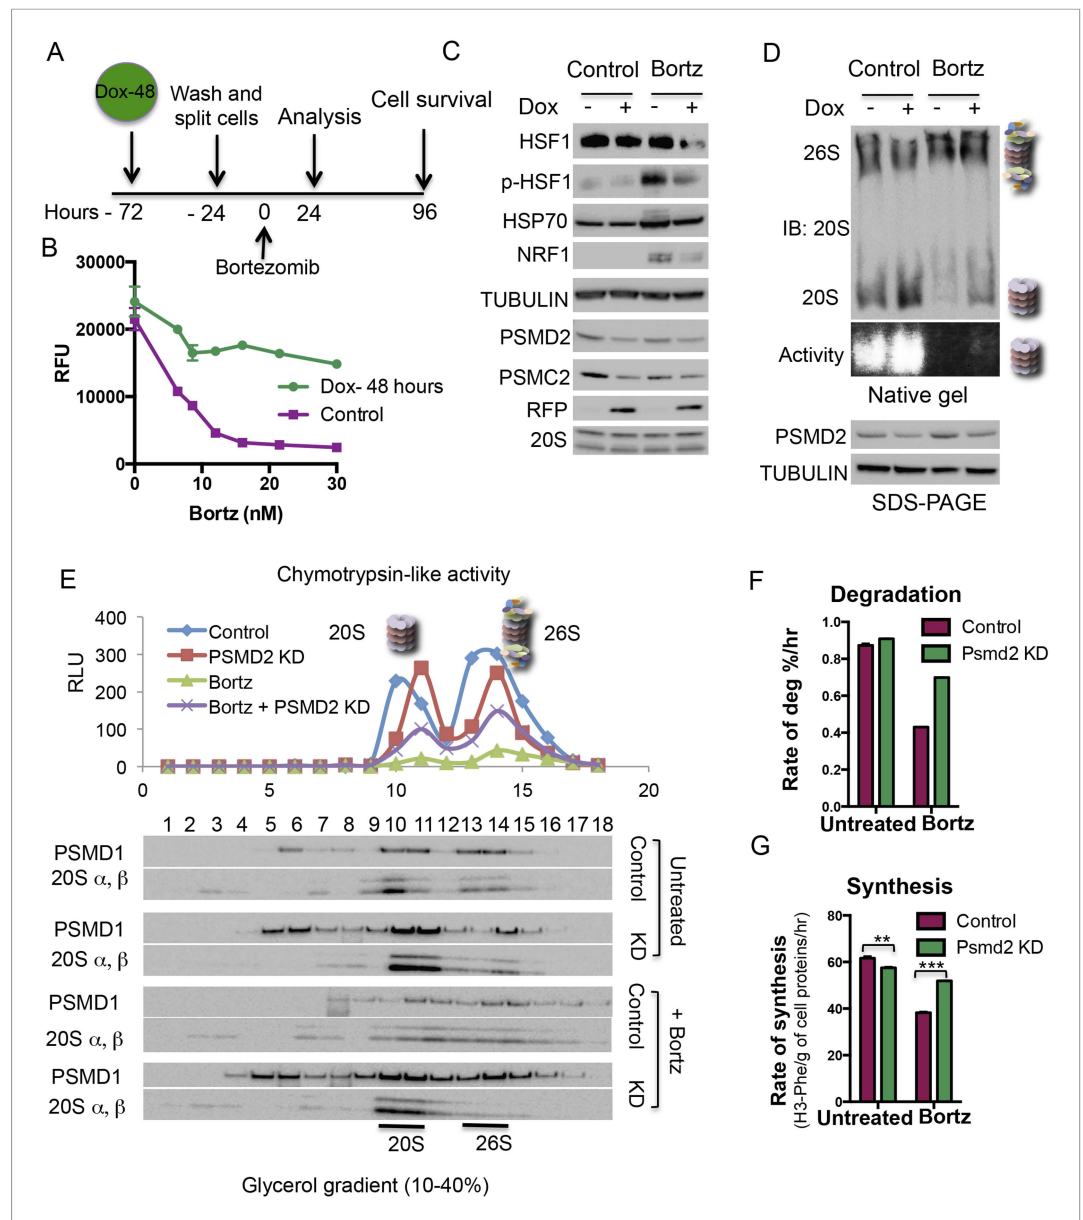 A
Dox-48
Wash and
split cells
Analysis
Cell survival
Hours - 72
- 24
0
24
96
Bortezomib
B
30000
20000
10000
0
RFU
0
10
20
30
Bortz (nM)
Dox- 48 hours
Control
C
Control
Bortz
Dox
-
+
-
+
HSF1
p-HSF1
HSP70
NRF1
TUBULIN
PSMD2
PSMC2
RFP
20S
D
Control
Bortz
Dox
-
+
-
+
26S
IB: 20S
20S
Activity
Native gel
PSMD2
TUBULIN
SDS-PAGE
E
Chymotrypsin-like activity
400
300
200
100
0
RLU
Control
PSMD2 KD
Bortz
Bortz + PSMD2 KD
20S
26S
0
5
10
15
20
1 2 3 4 5 6 7 8 9 10 11 12 13 14 15 16 17 18
PSMD1
20S α, β
PSMD1
20S α, β
PSMD1
20S α, β
PSMD1
20S α, β
Control
KD
Untreated
Control
KD
+ Bortz
20S
26S
Glycerol gradient (10-40%)
F
Degradation
Control
Psmd2 KD
Rate of deg %/hr
1.0
0.8
0.6
0.4
0.2
0.0
Untreated Bortz
G
Synthesis
Control
Psmd2 KD
Rate of synthesis
(H3-Phe/g of cell proteins/hr)
80
60
40
20
0
**
***
Untreated Bortz